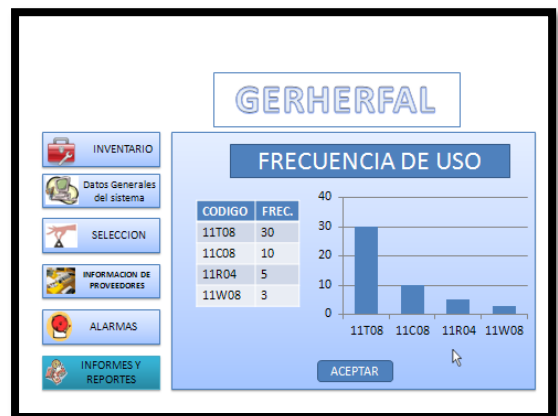 GERHERFAL
INVENTARIO
Datos Generales
del sistema
SELECCION
INFORMACION DE
PROVEEDORES
ALARMAS
INFORMES Y
REPORTES
FRECUENCIA DE USO
CODIGO FREC.
11T08 30
11C08 10
11R04 5
11W08 3
40
30
20
10
0
11T08 11C08 11R04 11W08
ACEPTAR